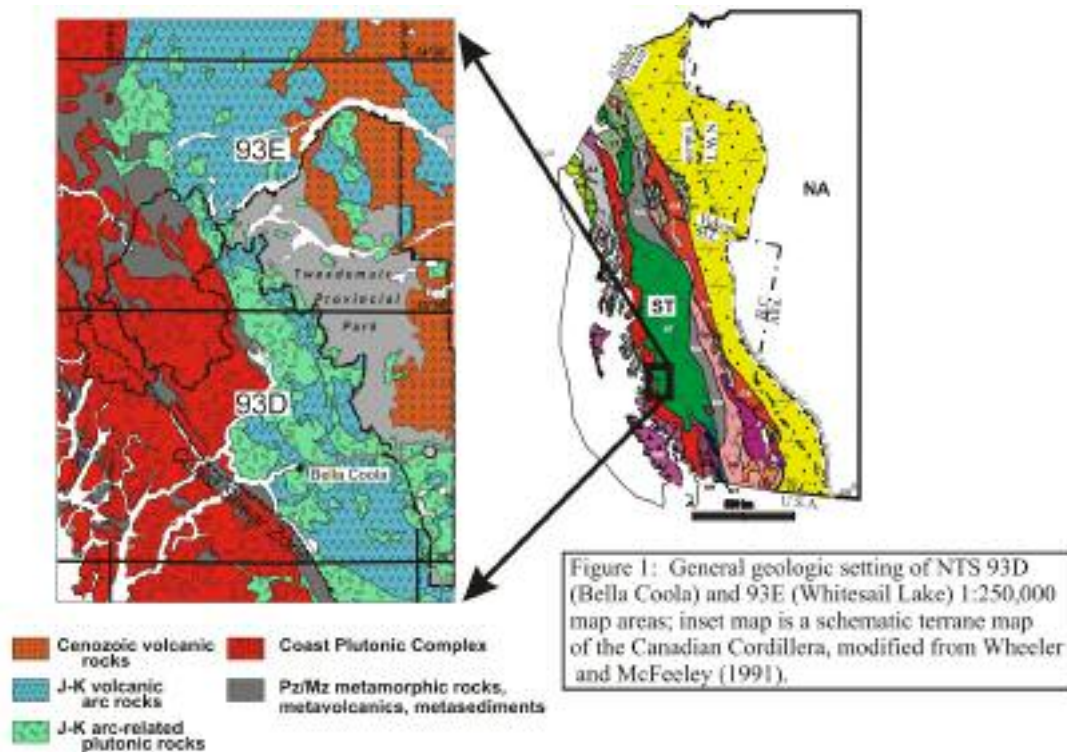 93E
Tweedsmuir
Provincial
Park
93D
Bella Coola
NA
ST
N.W.T.
B.C.
U.S.A.
Figure 1: General geologic setting of NTS 93D
(Bella Coola) and 93E (Whitesail Lake) 1:250,000
map areas; inset map is a schematic terrane map
of the Canadian Cordillera, modified from Wheeler
and McFeeley (1991).
Cenozoic volcanic
rocks
J-K volcanic
arc rocks
J-K arc-related
plutonic rocks
Coast Plutonic Complex
Pz/Mz metamorphic rocks,
metavolcanics, metasediments